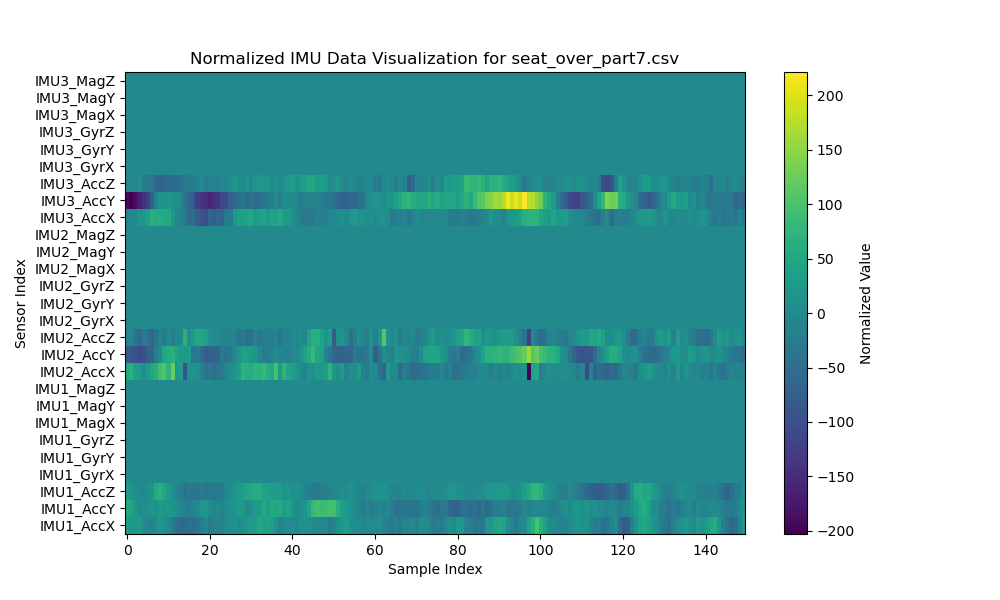 Normalized IMU Data Visualization for seat_over_part7.csv
IMU3_MagZ
IMU3_MagY
IMU3_MagX
IMU3_GyrZ
IMU3_GyrY
IMU3_GyrX
IMU3_AccZ
IMU3_AccY
IMU3_AccX
IMU2_MagZ
IMU2_MagY
IMU2_MagX
IMU2_GyrZ
IMU2_GyrY
IMU2_GyrX
IMU2_AccZ
IMU2_AccY
IMU2_AccX
IMU1_MagZ
IMU1_MagY
IMU1_MagX
IMU1_GyrZ
IMU1_GyrY
IMU1_GyrX
IMU1_AccZ
IMU1_AccY
IMU1_AccX
Sensor Index
0 20 40 60 80 100 120 140
Sample Index
200
150
100
50
0
−50
−100
−150
−200
Normalized Value